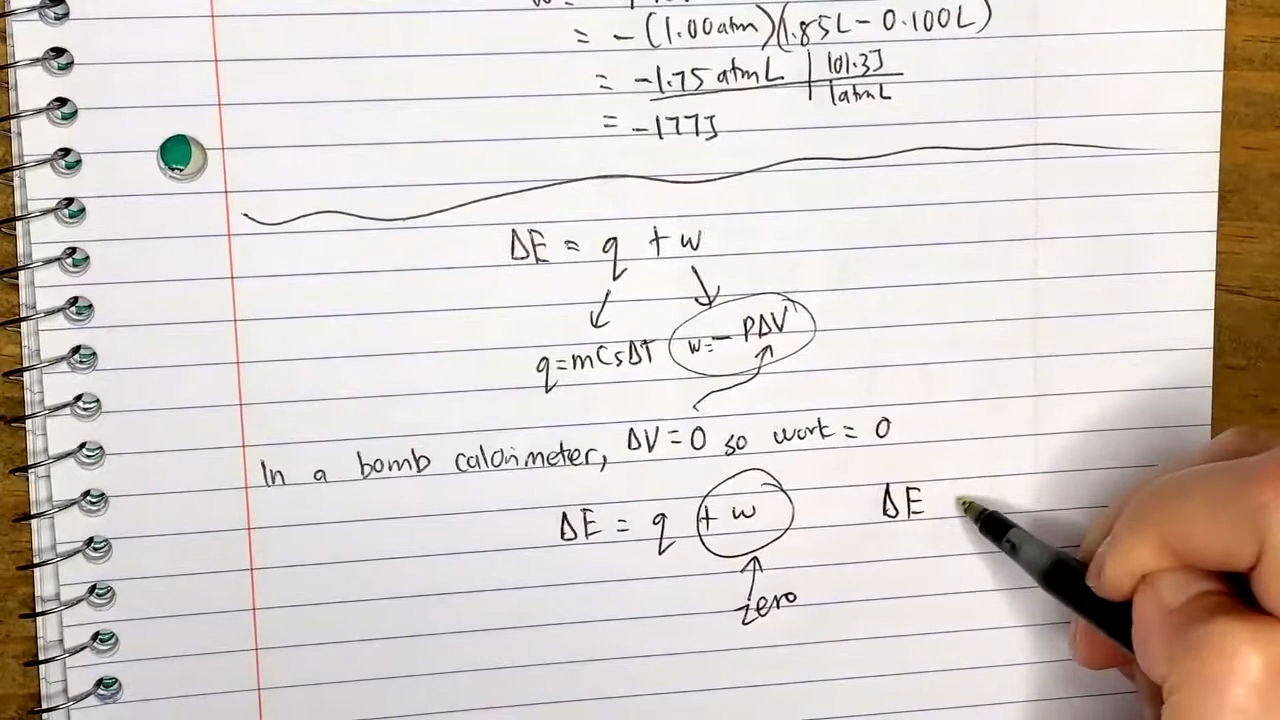 = -(1.00atm)(1.85L - 0.100L)
= -1.75 atmL | 101.3J
1atmL
= -177J
ΔE = q + w
q=mCsΔT w=-PΔV
In a bomb calorimeter, ΔV = 0 so work = 0
ΔE = q + w ΔE
zero